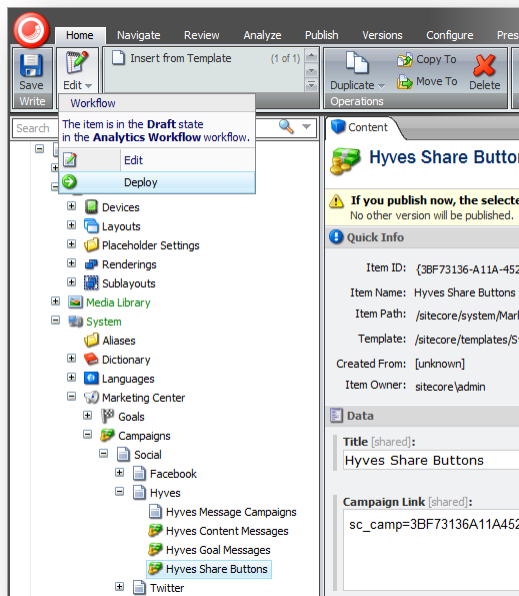 Home Navigate Review Analyze Publish Versions Configure Pres
Save
Edit
Insert from Template (1 of 1)
Duplicate
Copy To
Move To
Delete
Write
Operations
Workflow
The item is in the Draft state
in the Analytics Workflow workflow.
Edit
Deploy
Search
Devices
Layouts
Placeholder Settings
Renderings
Sublayouts
Media Library
System
Aliases
Dictionary
Languages
Marketing Center
Goals
Campaigns
Social
Facebook
Hyves
Hyves Message Campaigns
Hyves Content Messages
Hyves Goal Messages
Hyves Share Buttons
Twitter
Content
Hyves Share Button
If you publish now, the selecte
No other version will be published.
Quick Info
Item ID: {3BF73136-A11A-452
Item Name: Hyves Share Buttons
Item Path: /sitecore/system/Mark
Template: /sitecore/templates/Sy
Created From: [unknown]
Item Owner: sitecore\admin
Data
Title [shared]:
Hyves Share Buttons
Campaign Link [shared]:
sc_camp=3BF73136A11A452